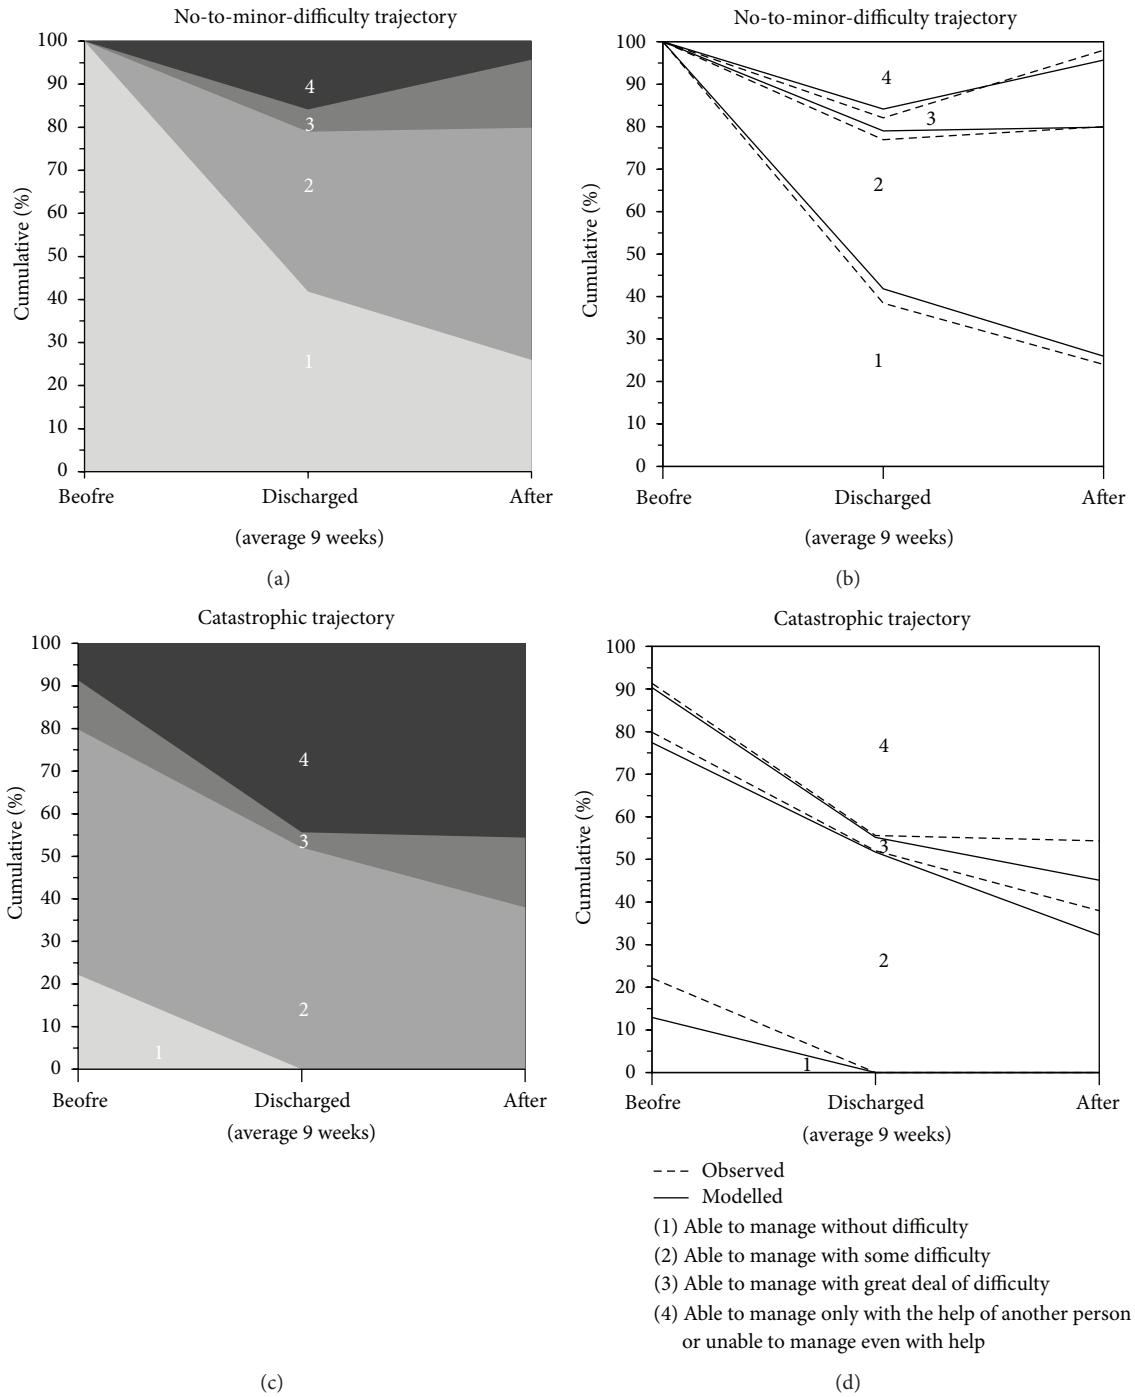 No-to-minor-difficulty trajectory
100
90
80
70
60
50
40
30
20
10
0
Cumulative (%)
4
3
2
1
Beofre
Discharged
After
(average 9 weeks)
(a)
No-to-minor-difficulty trajectory
100
90
80
70
60
50
40
30
20
10
0
Cumulative (%)
4
3
2
1
Beofre
Discharged
After
(average 9 weeks)
(b)
Catastrophic trajectory
100
90
80
70
60
50
40
30
20
10
0
Cumulative (%)
4
3
2
1
Beofre
Discharged
After
(average 9 weeks)
(c)
Catastrophic trajectory
100
90
80
70
60
50
40
30
20
10
0
Cumulative (%)
4
3
2
1
Beofre
Discharged
After
(average 9 weeks)
Observed
Modelled
(1) Able to manage without difficulty
(2) Able to manage with some difficulty
(3) Able to manage with great deal of difficulty
(4) Able to manage only with the help of another person
or unable to manage even with help
(d)